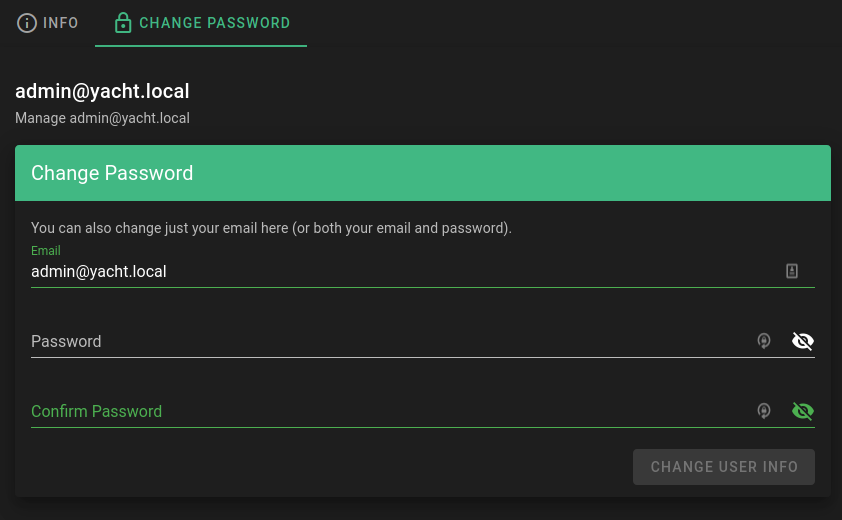 INFO
CHANGE PASSWORD
admin@yacht.local
Manage admin@yacht.local
Change Password
You can also change just your email here (or both your email and password).
Email
admin@yacht.local
Password
Confirm Password
CHANGE USER INFO